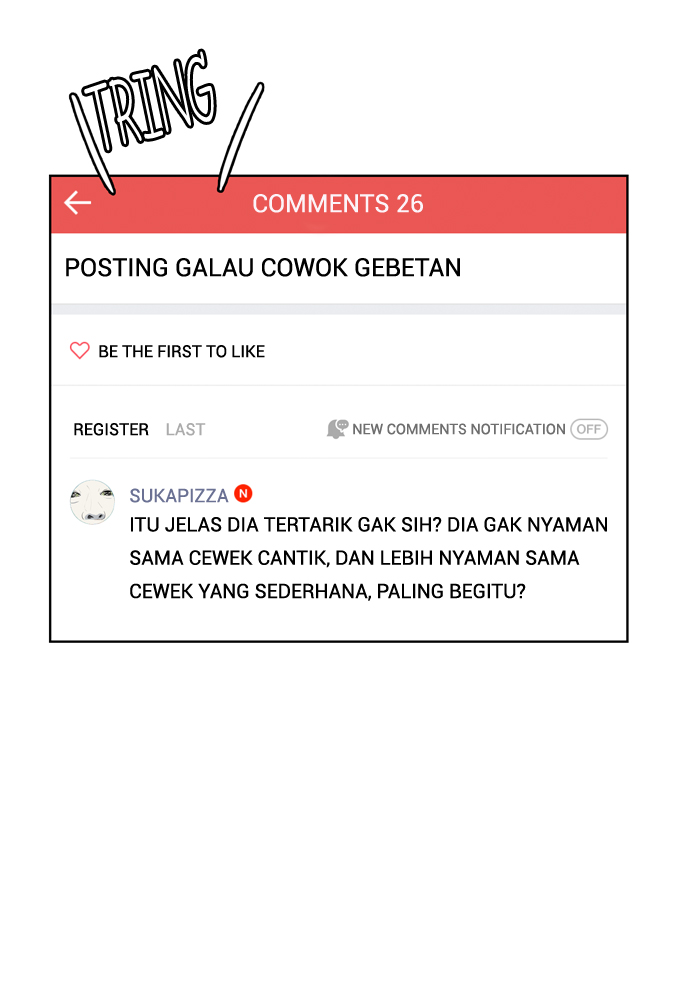 TRING
COMMENTS 26
POSTING GALAU COWOK GEBETAN
BE THE FIRST TO LIKE
REGISTER LAST NEW COMMENTS NOTIFICATION OFF
SUKAPIZZA N
ITU JELAS DIA TERTARIK GAK SIH? DIA GAK NYAMAN
SAMA CEWEK CANTIK, DAN LEBIH NYAMAN SAMA
CEWEK YANG SEDERHANA, PALING BEGITU?